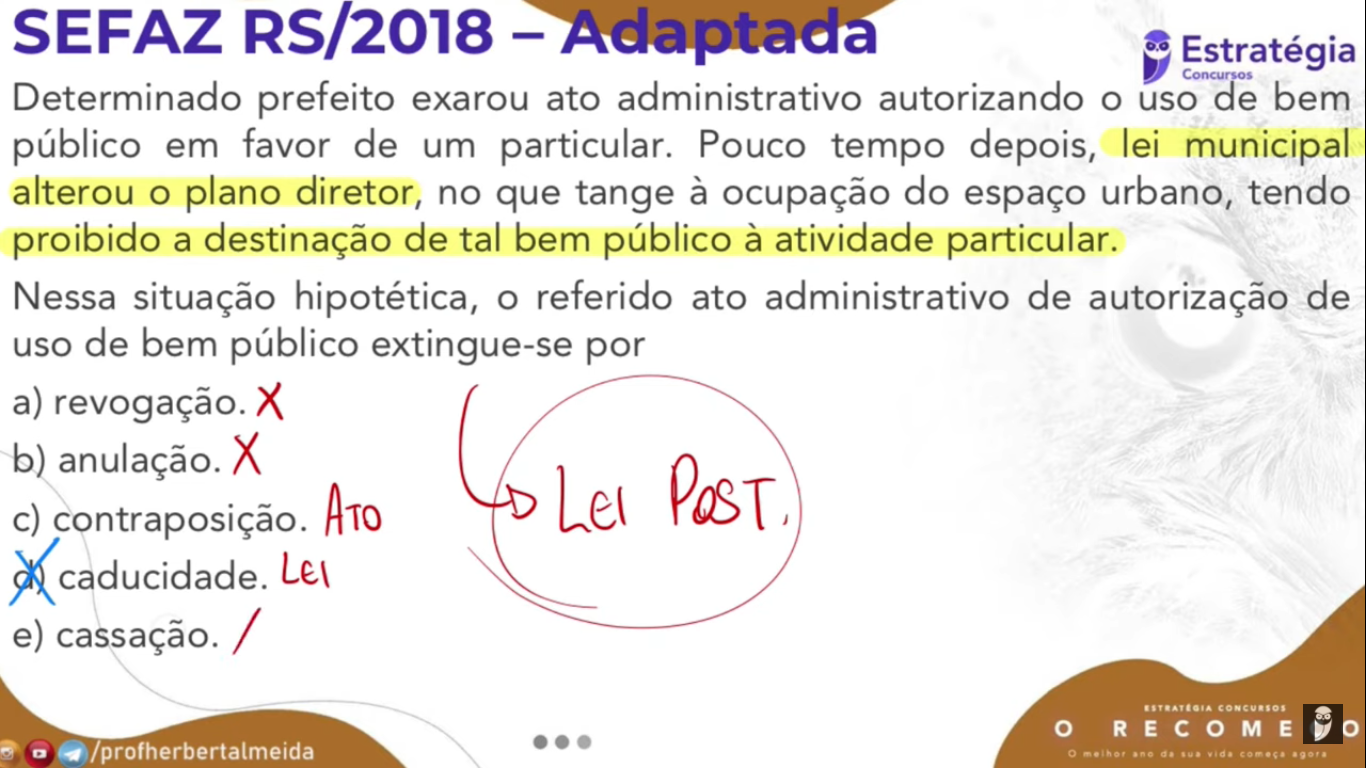 SEFAZ RS/2018 – Adaptada
Estratégia
Concursos
Determinado prefeito exarou ato administrativo autorizando o uso de bem
público em favor de um particular. Pouco tempo depois, lei municipal
alterou o plano diretor, no que tange à ocupação do espaço urbano, tendo
proibido a destinação de tal bem público à atividade particular.
Nessa situação hipotética, o referido ato administrativo de autorização de
uso de bem público extingue-se por
a) revogação. X
b) anulação. X
c) contraposição. ATO
d) caducidade. LEI
e) cassação. /
LEI POST.
ESTRATÉGIA CONCURSOS
O RECOMEÇO
O melhor ano da sua vida começa agora
/profherbertalmeida